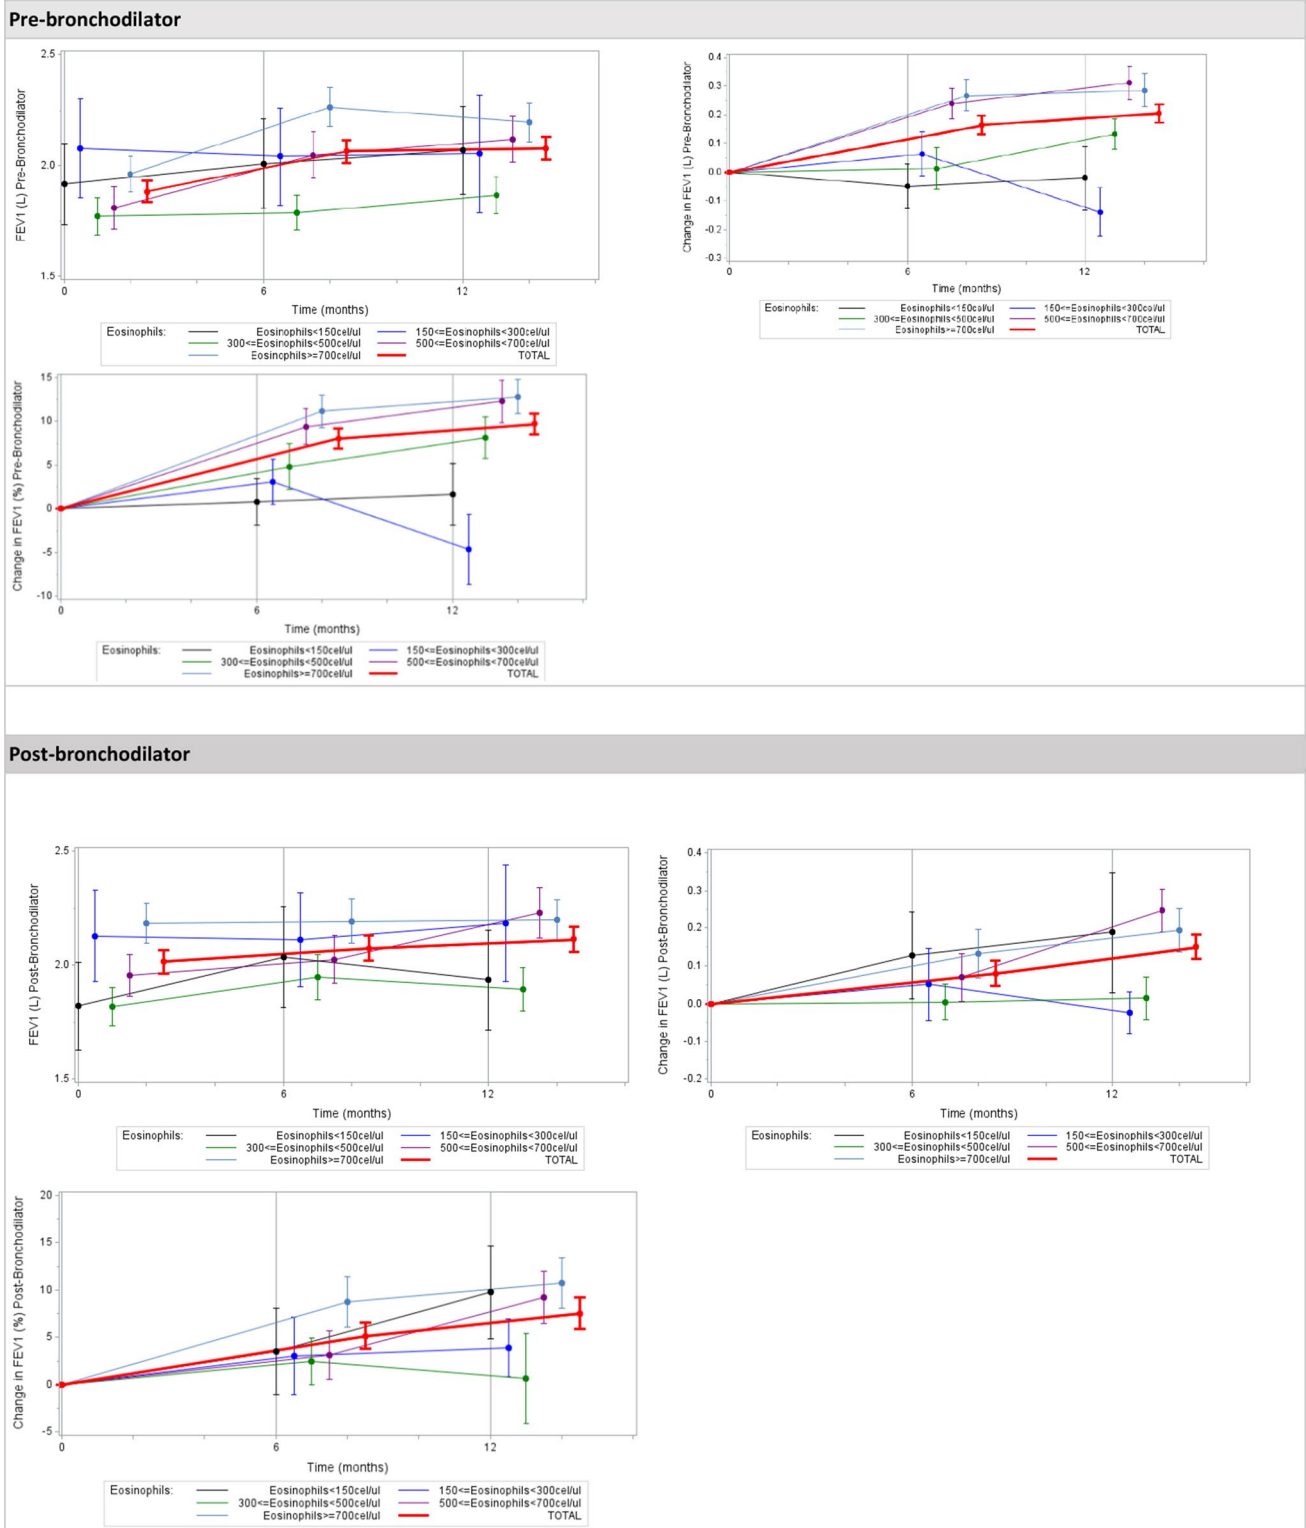 Pre-bronchodilator
FEV1 (L) Pre-Bronchodilator
2.5
2.0
1.5
0 6 12
Time (months)
Eosinophils: Eosinophils<150cel/ul 150<=Eosinophils<300cel/ul
300<=Eosinophils<500cel/ul 500<=Eosinophils<700cel/ul
Eosinophils>=700cel/ul TOTAL
Change in FEV1 (L) Pre-Bronchodilator
0.4
0.3
0.2
0.1
0.0
-0.1
-0.2
-0.3
0 6 12
Time (months)
Eosinophils: Eosinophils<150cel/ul 150<=Eosinophils<300cel/ul
300<=Eosinophils<500cel/ul 500<=Eosinophils<700cel/ul
Eosinophils>=700cel/ul TOTAL
Change in FEV1 (%) Pre-Bronchodilator
15
10
5
0
-5
-10
0 6 12
Time (months)
Eosinophils: Eosinophils<150cel/ul 150<=Eosinophils<300cel/ul
300<=Eosinophils<500cel/ul 500<=Eosinophils<700cel/ul
Eosinophils>=700cel/ul TOTAL
Post-bronchodilator
FEV1 (L) Post-Bronchodilator
2.5
2.0
1.5
0 6 12
Time (months)
Eosinophils: Eosinophils<150cel/ul 150<=Eosinophils<300cel/ul
300<=Eosinophils<500cel/ul 500<=Eosinophils<700cel/ul
Eosinophils>=700cel/ul TOTAL
Change in FEV1 (L) Post-Bronchodilator
0.4
0.3
0.2
0.1
0.0
-0.1
-0.2
0 6 12
Time (months)
Eosinophils: Eosinophils<150cel/ul 150<=Eosinophils<300cel/ul
300<=Eosinophils<500cel/ul 500<=Eosinophils<700cel/ul
Eosinophils>=700cel/ul TOTAL
Change in FEV1 (%) Post-Bronchodilator
20
15
10
5
0
-5
0 6 12
Time (months)
Eosinophils: Eosinophils<150cel/ul 150<=Eosinophils<300cel/ul
300<=Eosinophils<500cel/ul 500<=Eosinophils<700cel/ul
Eosinophils>=700cel/ul TOTAL